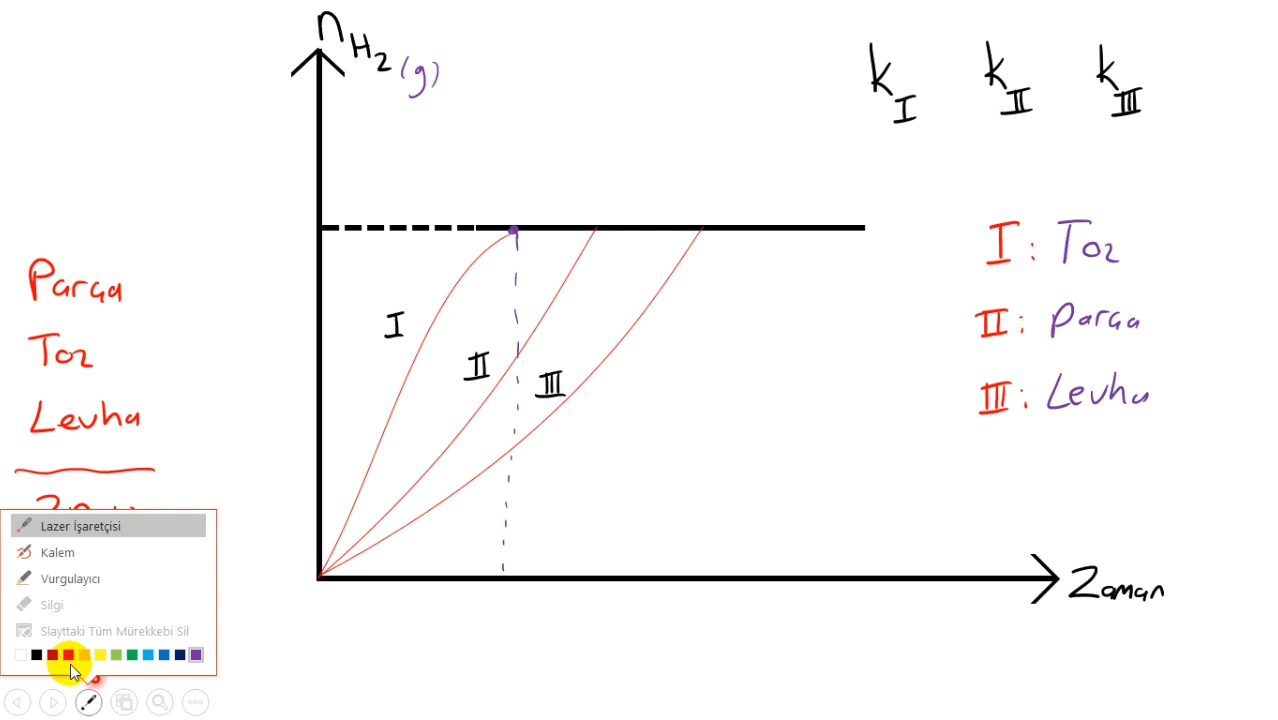 nH₂(g)
kI kII kIII
I: Toz
II: Parça
III: Levha
I
II
III
Zaman
Parça
Toz
Levha
Lazer İşaretçisi
Kalem
Vurgulayıcı
Silgi
Slayttaki Tüm Mürekkebi Sil